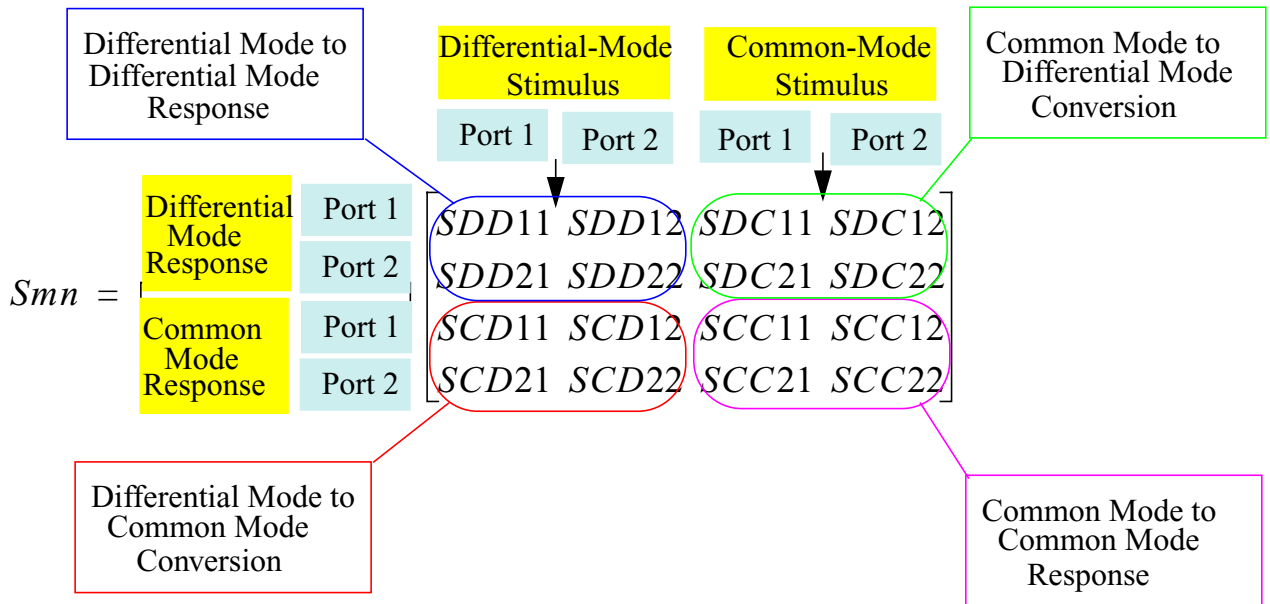 Differential Mode to
Differential Mode
Response
Differential-Mode
Stimulus
Common-Mode
Stimulus
Common Mode to
Differential Mode
Conversion
Port 1
Port 2
Port 1
Port 2
Differential
Mode
Response
Port 1
Port 2
Common
Mode
Response
Port 1
Port 2
Smn =
SDD11 SDD12 SDC11 SDC12
SDD21 SDD22 SDC21 SDC22
SCD11 SCD12 SCC11 SCC12
SCD21 SCD22 SCC21 SCC22
Differential Mode to
Common Mode
Conversion
Common Mode to
Common Mode
Response